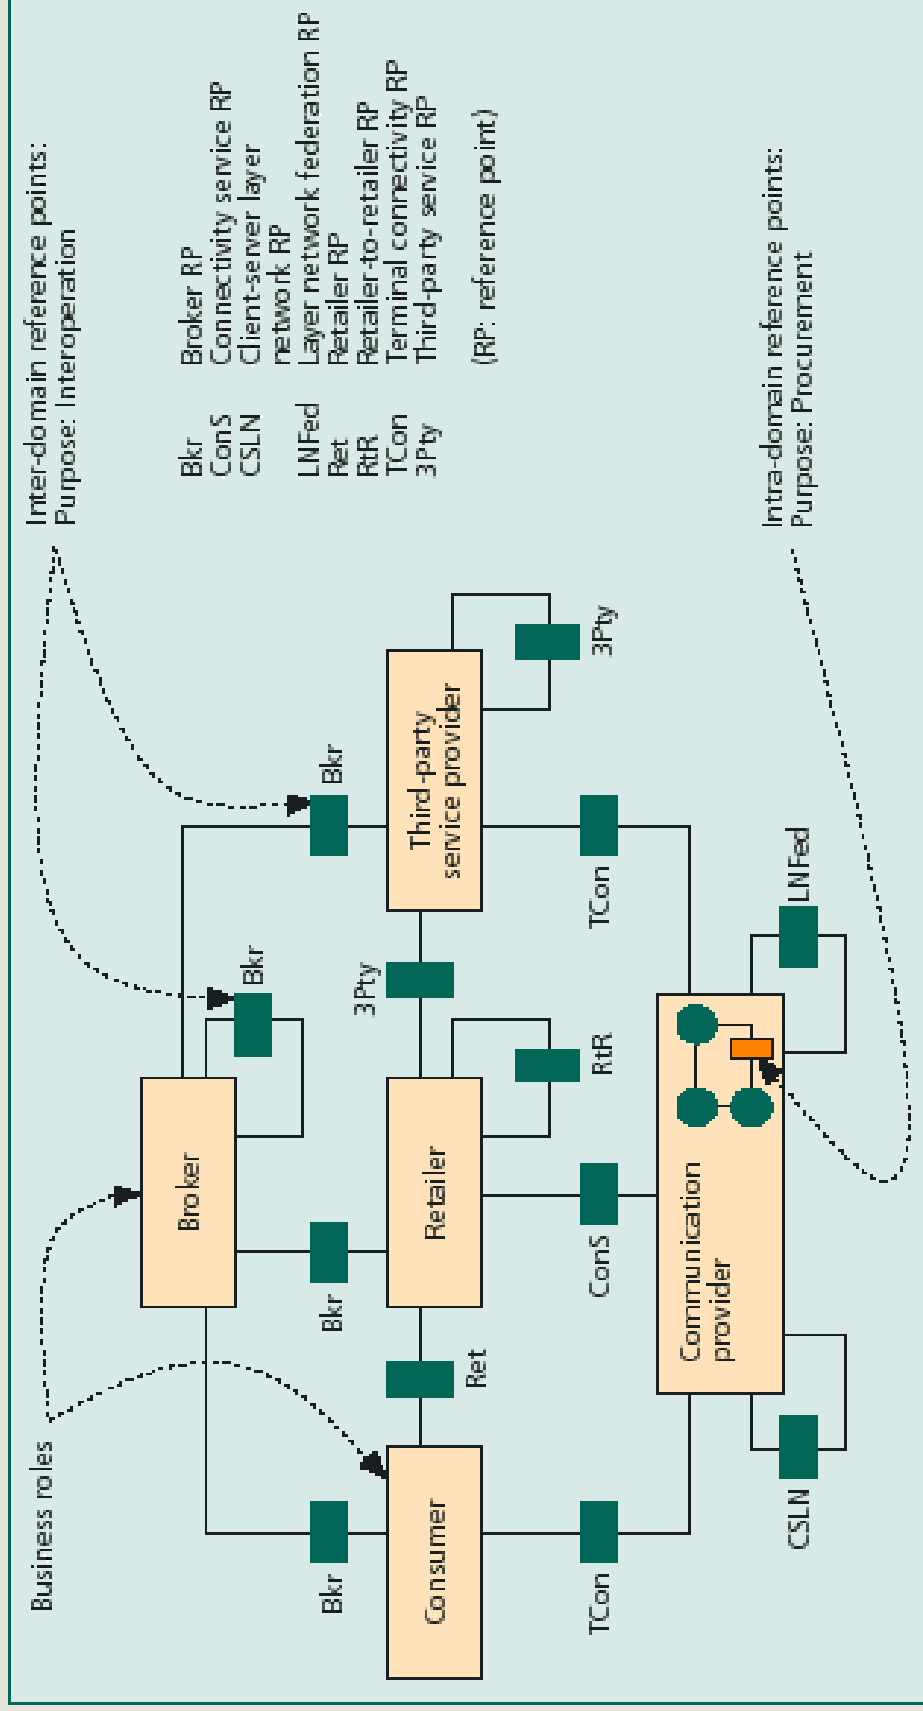 Business roles
Inter-domain reference points:
Purpose: Interoperation
Bkr Broker RP
ConS Connectivity service RP
CSLN Client-server layer
network RP
LNFed Layer network federation RP
Ret Retailer RP
RtR Retailer-to-retailer RP
TCon Terminal connectivity RP
3Pty Third-party service RP
(RP: reference point)
Broker
Bkr
Bkr
Bkr
Bkr
Consumer
Ret
Retailer
3Pty
Third-party
service provider
3Pty
RtR
TCon
ConS
TCon
Communication
provider
CSLN
LNFed
Intra-domain reference points:
Purpose: Procurement